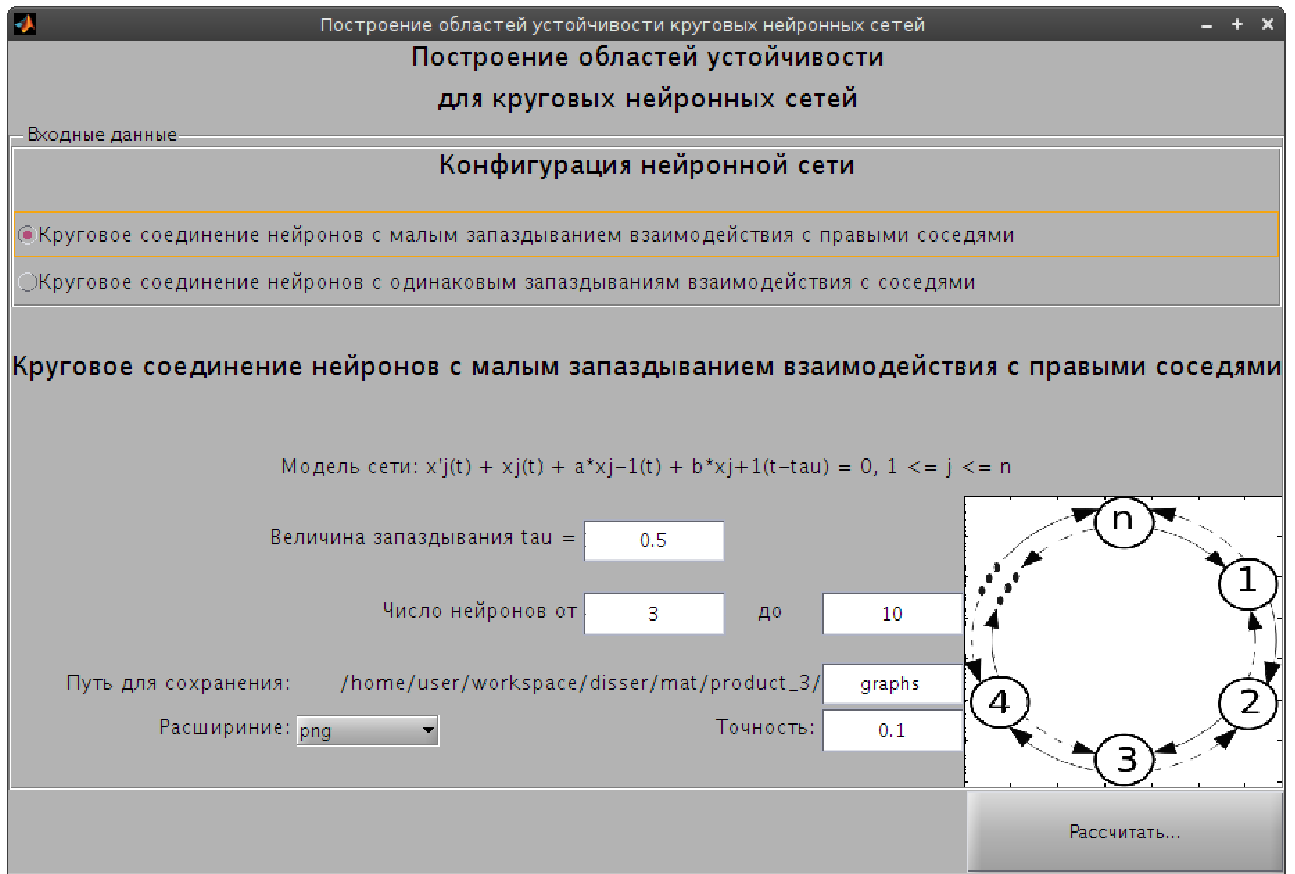 Построение областей устойчивости круговых нейронных сетей
Построение областей устойчивости
для круговых нейронных сетей
Входные данные
Конфигурация нейронной сети
Круговое соединение нейронов с малым запаздыванием взаимодействия с правыми соседями
Круговое соединение нейронов с одинаковым запаздываниям взаимодействия с соседями
Круговое соединение нейронов с малым запаздыванием взаимодействия с правыми соседями
Модель сети: x'j(t) + xj(t) + a*xj-1(t) + b*xj+1(t-tau) = 0, 1 <= j <= n
Величина запаздывания tau = 0.5
Число нейронов от 3 до 10
Путь для сохранения: /home/user/workspace/disser/mat/product_3/ graphs
Расшириние: png Точность: 0.1
n
1
2
3
4
Рассчитать...